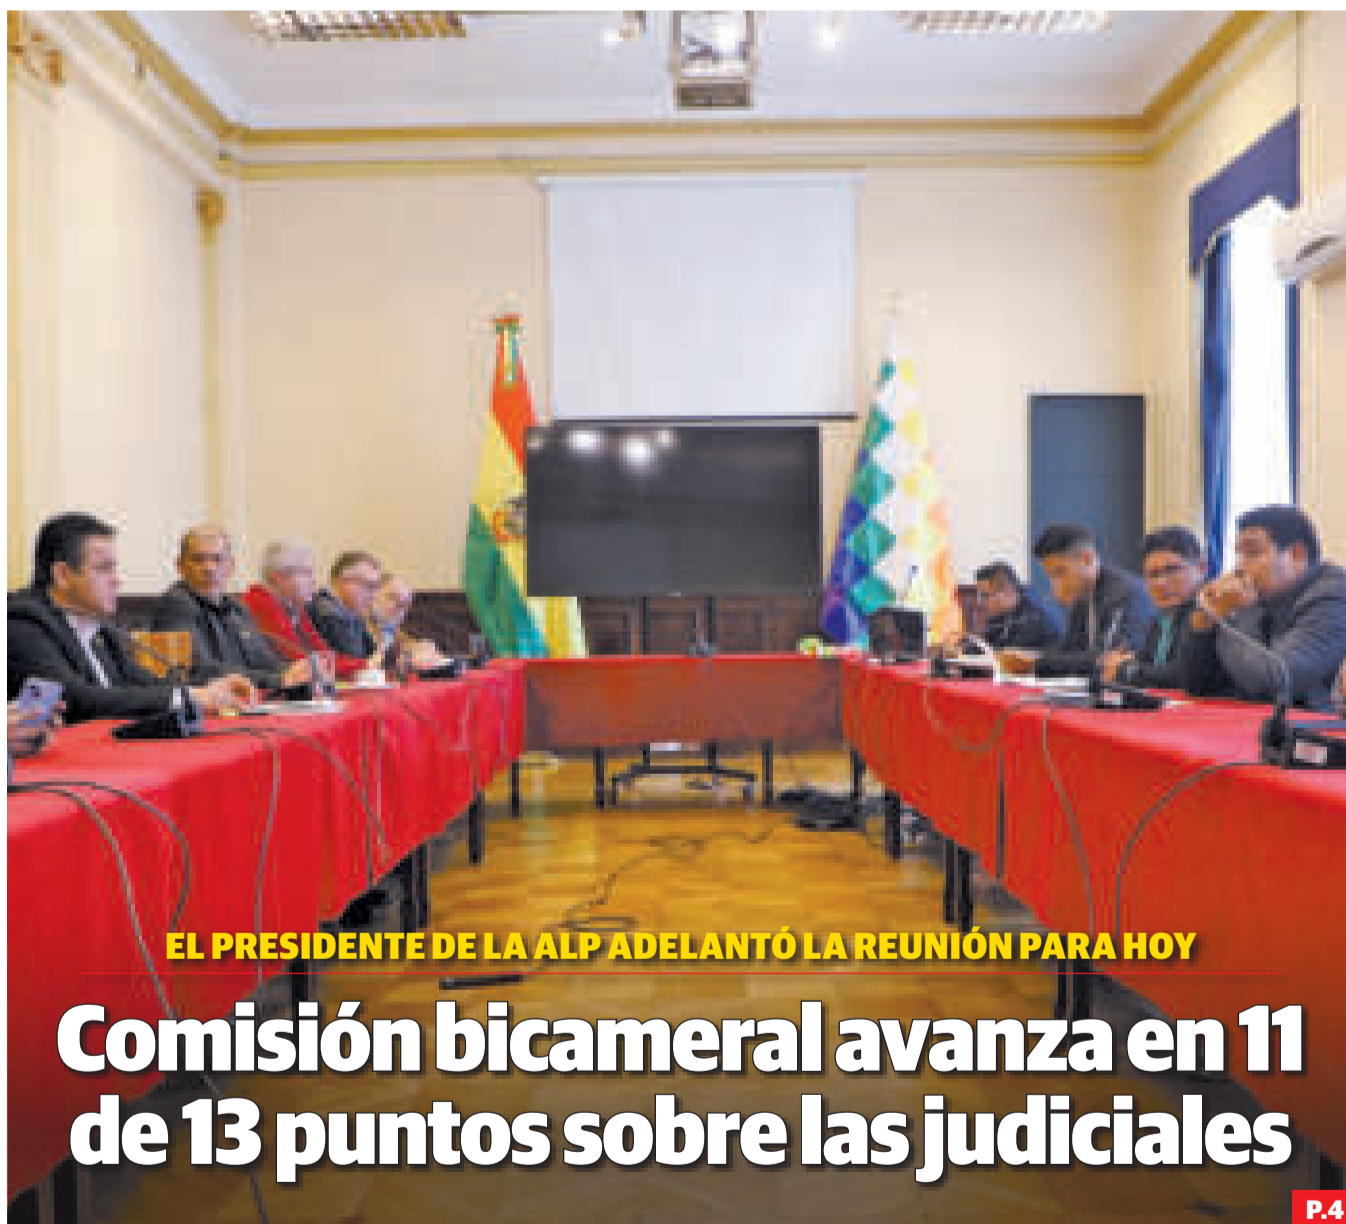 EL PRESIDENTE DE LA ALP ADELANTÓ LA REUNIÓN PARA HOY
Comisión bicameral avanza en 11
de 13 puntos sobre las judiciales
P.4